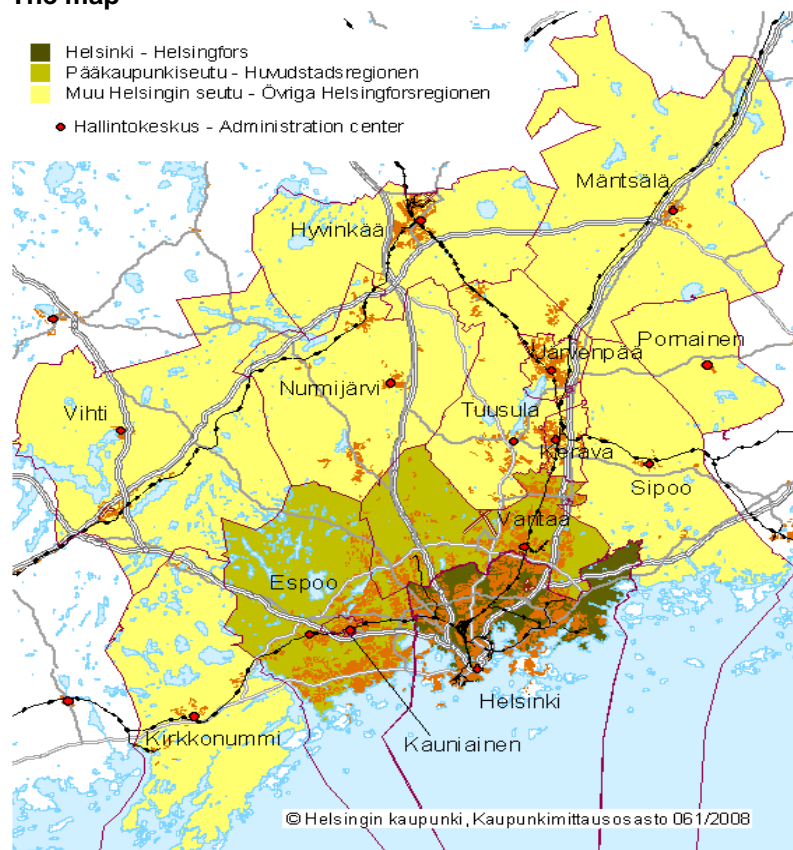 The map
Helsinki - Helsingfors
Pääkaupunkiseutu - Huvudstadsregionen
Muu Helsingin seutu - Övriga Helsingforsregionen
Hallintokeskus - Administration center
Mäntsälä
Hyvinkää
Järvenpää
Pornainen
Nurmijärvi
Vihti
Tuusula
Kerava
Sipoo
Vantaa
Espoo
Helsinki
Kirkkonummi
Kauniainen
© Helsingin kaupunki, Kaupunkimittausosasto 061/2008